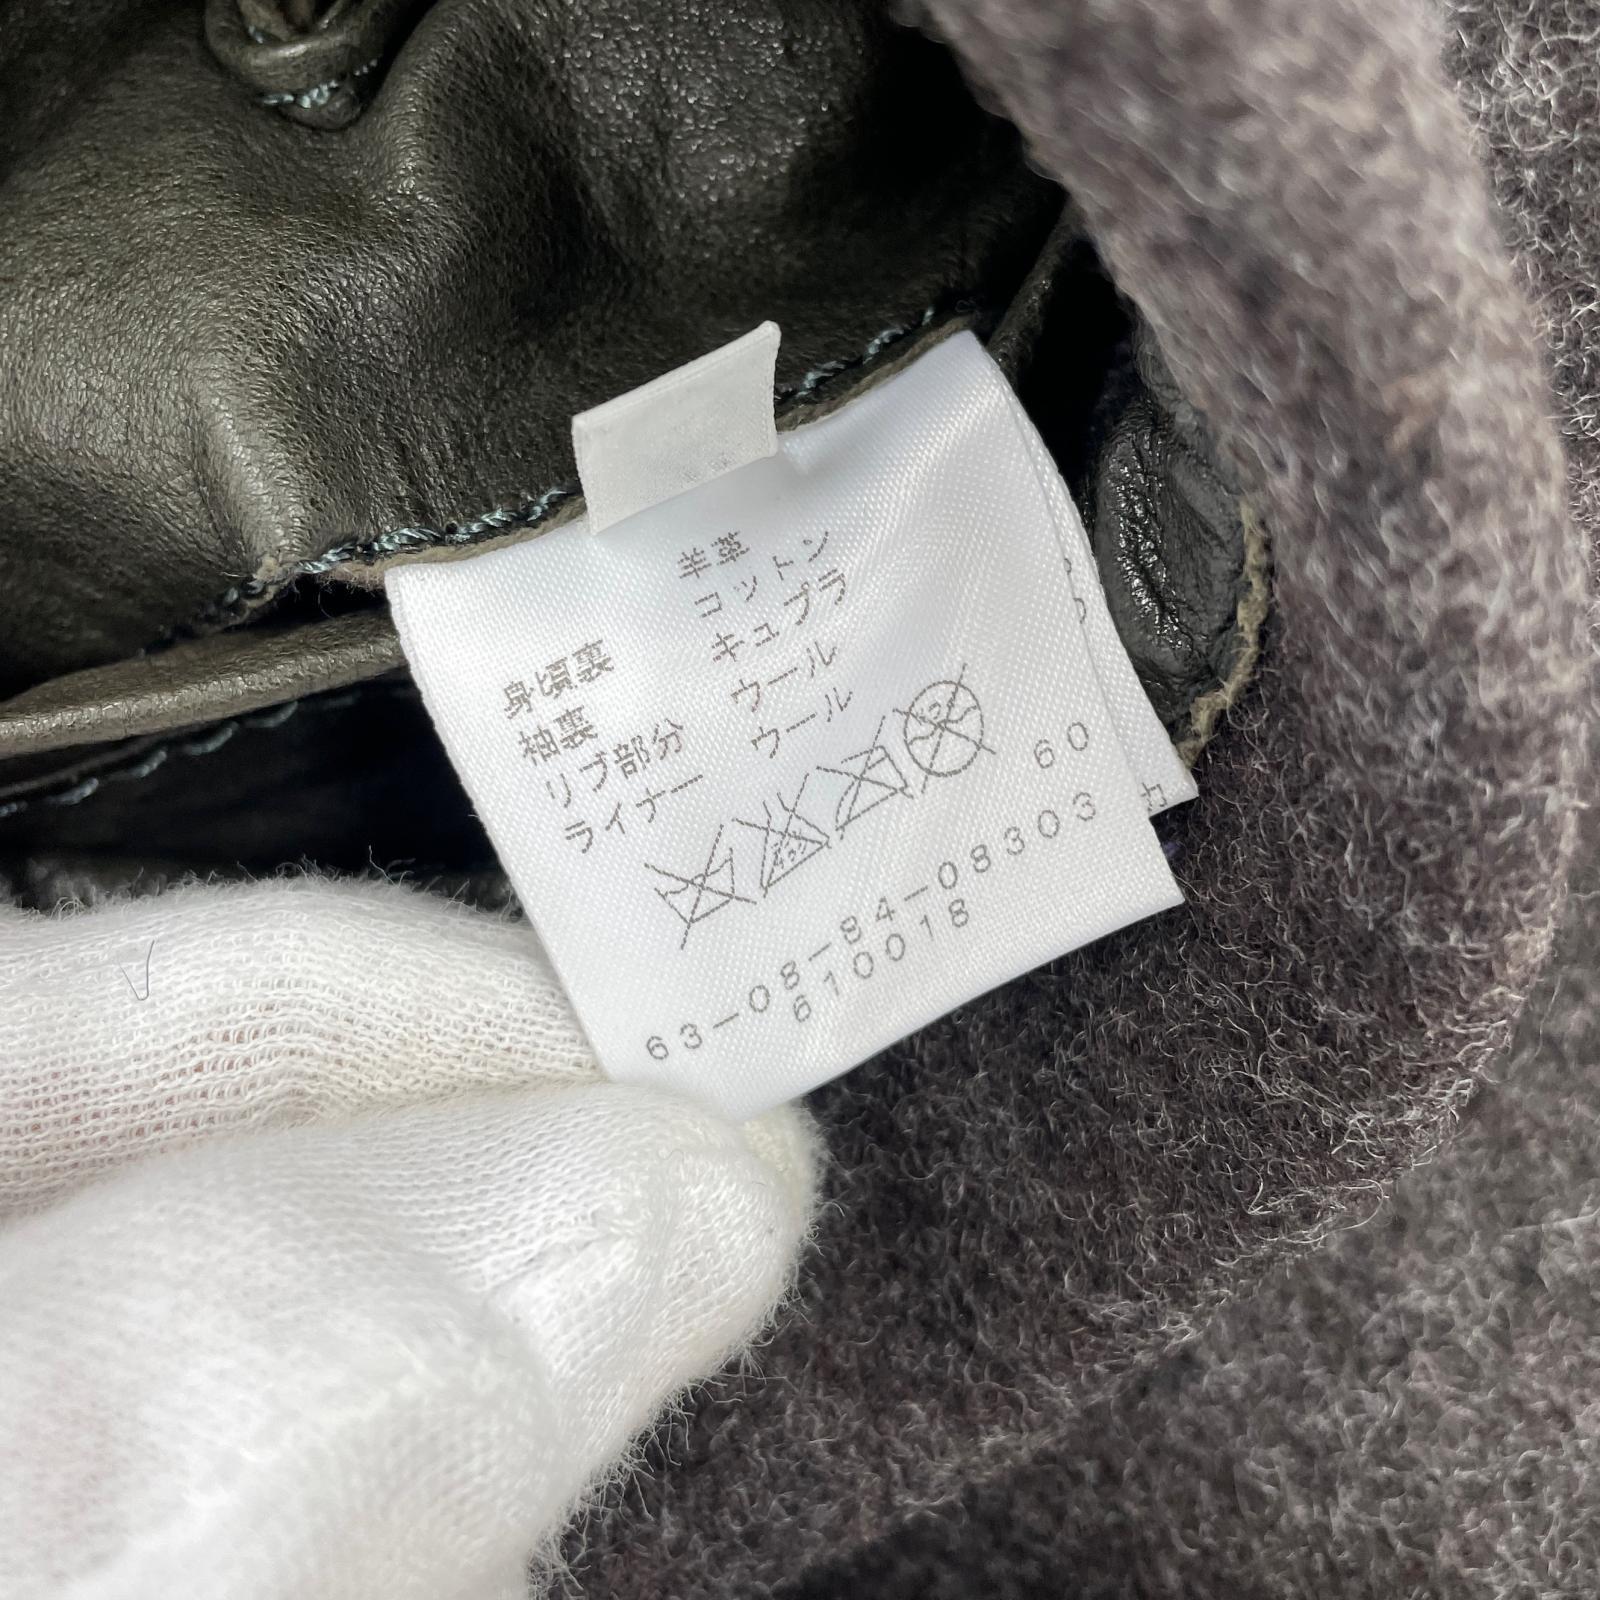 羊革
身頃裏 コットン
袖裏 キュプラ
リブ部分 ウール
ライナー ウール
60
63-08-84-08303
610018
カ